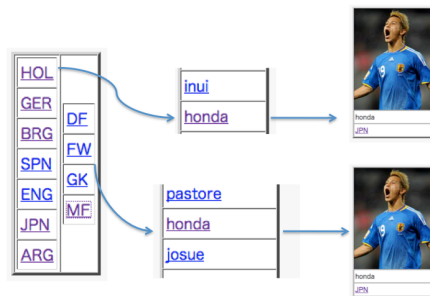 HOL
GER
BRG
SPN
ENG
JPN
ARG
DF
FW
GK
MF
inui
honda
pastore
honda
josue
honda
JPN
honda
JPN